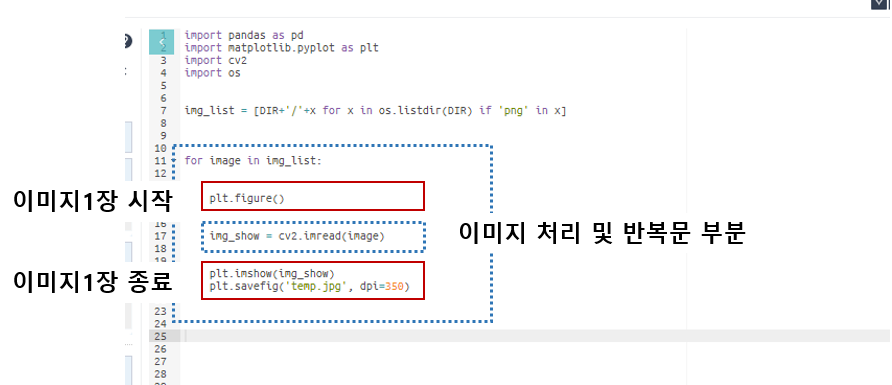 1 import pandas as pd
2 import matplotlib.pyplot as plt
3 import cv2
4 import os
5
6
7 img_list = [DIR+'/'+x for x in os.listdir(DIR) if 'png' in x]
8
9
10
11 for image in img_list:
12
plt.figure()
이미지1장 시작
16
17 img_show = cv2.imread(image)
이미지 처리 및 반복문 부분
18
19
plt.imshow(img_show)
이미지1장 종료
plt.savefig('temp.jpg', dpi=350)
23
24
25
26
27
28